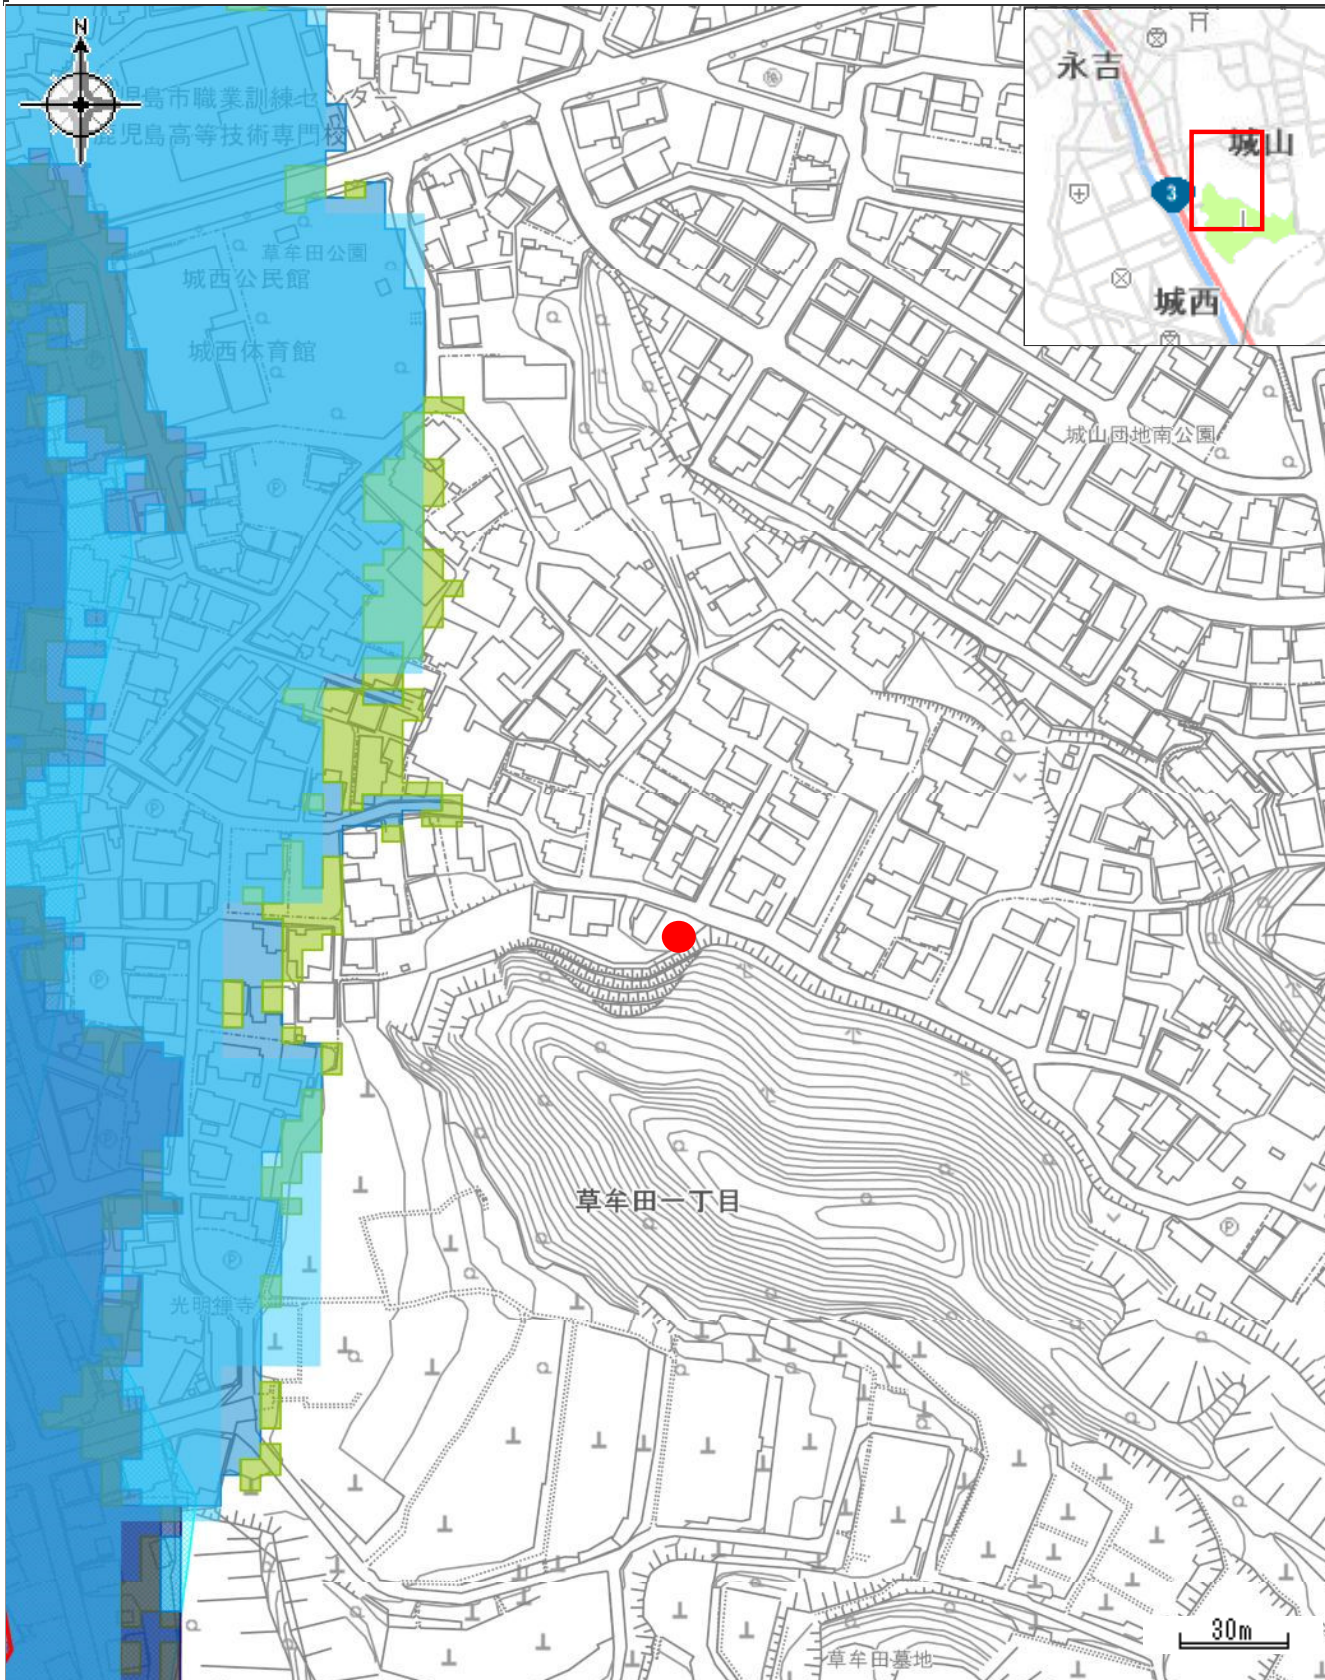 N
鹿児島市職業訓練センター
鹿児島高等技術専門校
草牟田公園
城西公民館
城西体育館
永吉
城山
3
城西
城山団地南公園
草牟田一丁目
光明禅寺
草牟田墓地
30m